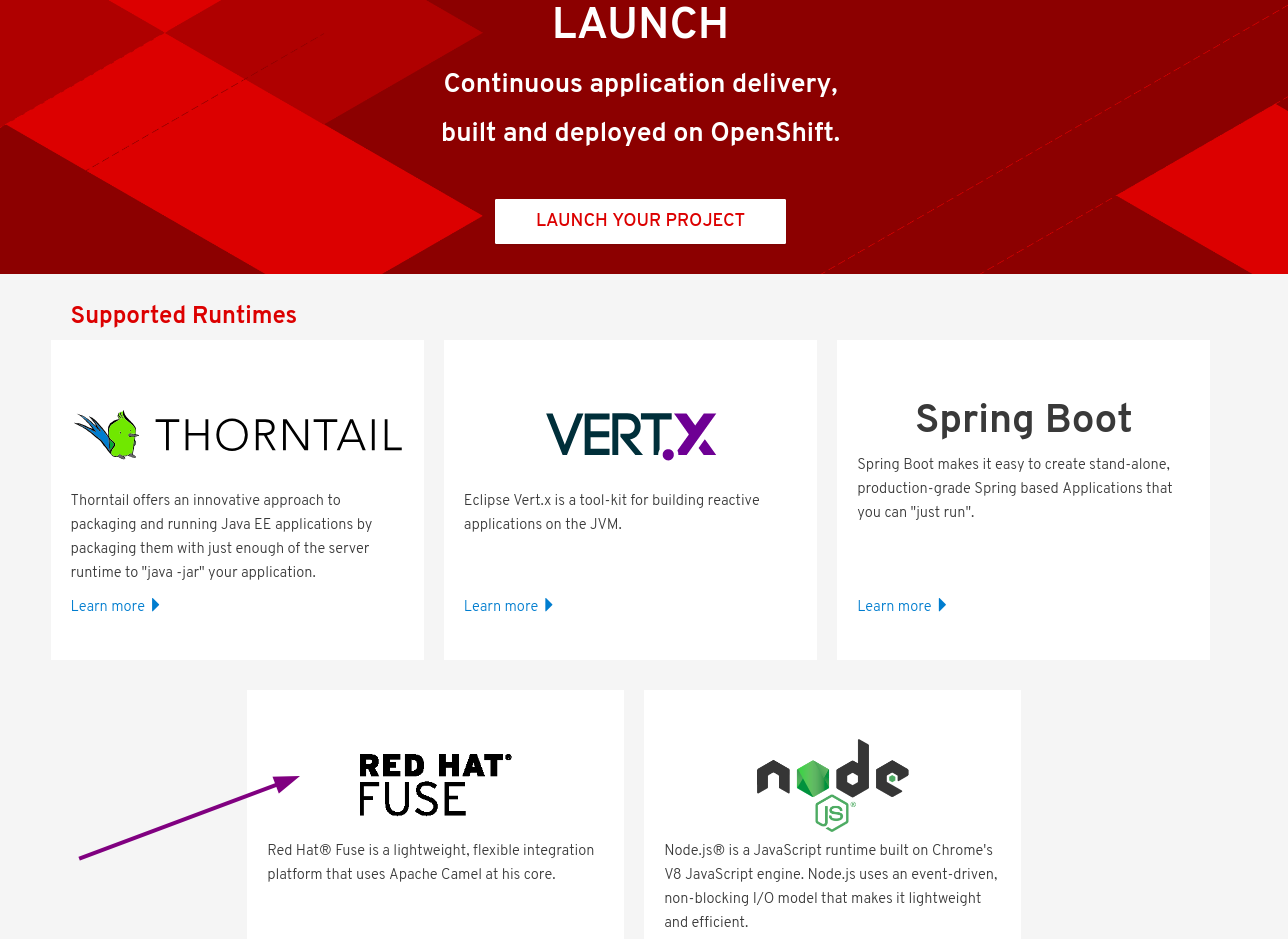 LAUNCH
Continuous application delivery,
built and deployed on OpenShift.
LAUNCH YOUR PROJECT
Supported Runtimes
THORNTAIL
Thorntail offers an innovative approach to
packaging and running Java EE applications by
packaging them with just enough of the server
runtime to "java -jar" your application.
Learn more
VERT.X
Eclipse Vert.x is a tool-kit for building reactive
applications on the JVM.
Learn more
Spring Boot
Spring Boot makes it easy to create stand-alone,
production-grade Spring based Applications that
you can "just run".
Learn more
RED HAT®
FUSE
Red Hat® Fuse is a lightweight, flexible integration
platform that uses Apache Camel at his core.
node
JS®
Node.js® is a JavaScript runtime built on Chrome's
V8 JavaScript engine. Node.js uses an event-driven,
non-blocking I/O model that makes it lightweight
and efficient.